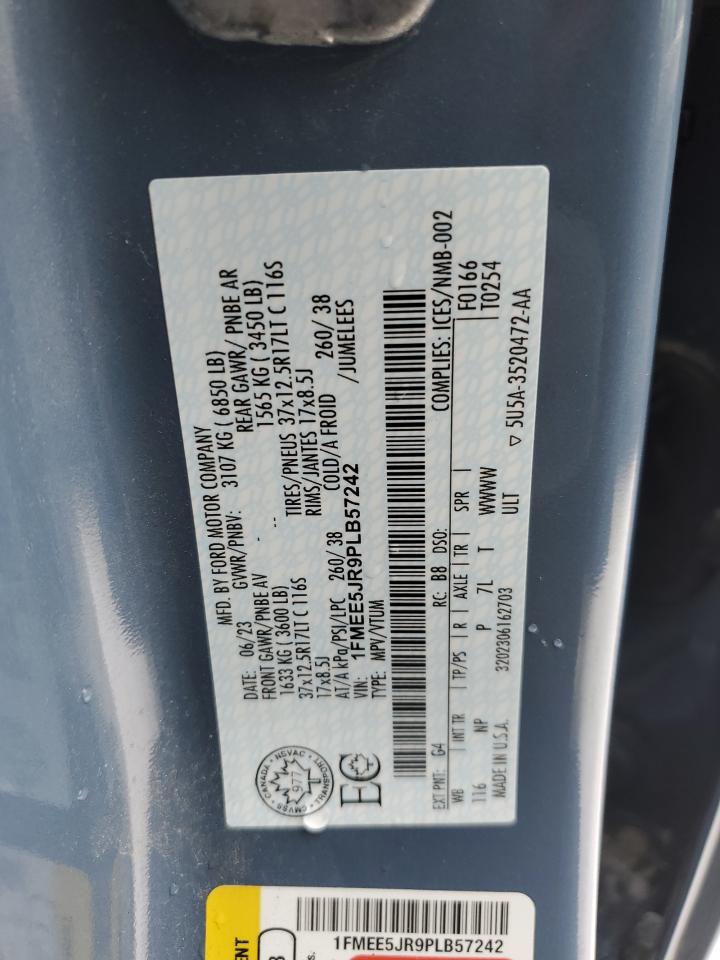 MFD. BY FORD MOTOR COMPANY
DATE: 06/23 GVWR/PNBV: 3107 KG ( 6850 LB)
FRONT GAWR/PNBE AV REAR GAWR/ PNBE AR
1633 KG ( 3600 LB) 1565 KG ( 3450 LB)
37x12.5R17LT C 116S TIRES/PNEUS 37x12.5R17LT C 116S
17x8.5J RIMS/JANTES 17x8.5J
AT/A kPa/PSI/LPC 260/ 38 COLD/A FROID 260/ 38
VIN: 1FMEE5JR9PLB57242 /JUMELEES
TYPE: MPV/VTUM
CANADA · NSVAC · TRANSPORT · CMVSS
977
EC
COMPLIES: ICES/NMB-002
EXT PNT: G4 RC: B8 DSO: F0166
T0254
WB INT TR TP/PS R AXLE TR SPR
116 NP P 7L T WWWW
3202306162703 ULT
MADE IN U.S.A. ▽ 5U5A-3520472-AA
1FMEE5JR9PLB57242